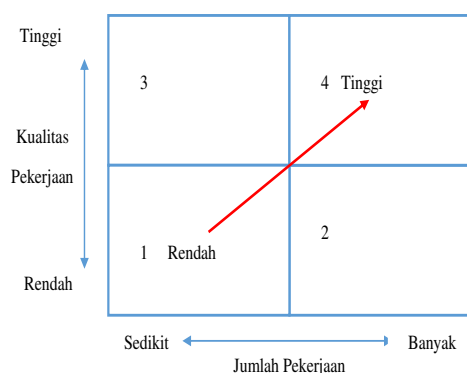 Tinggi
3
4 Tinggi
Kualitas
Pekerjaan
1 Rendah
2
Rendah
Sedikit
Banyak
Jumlah Pekerjaan